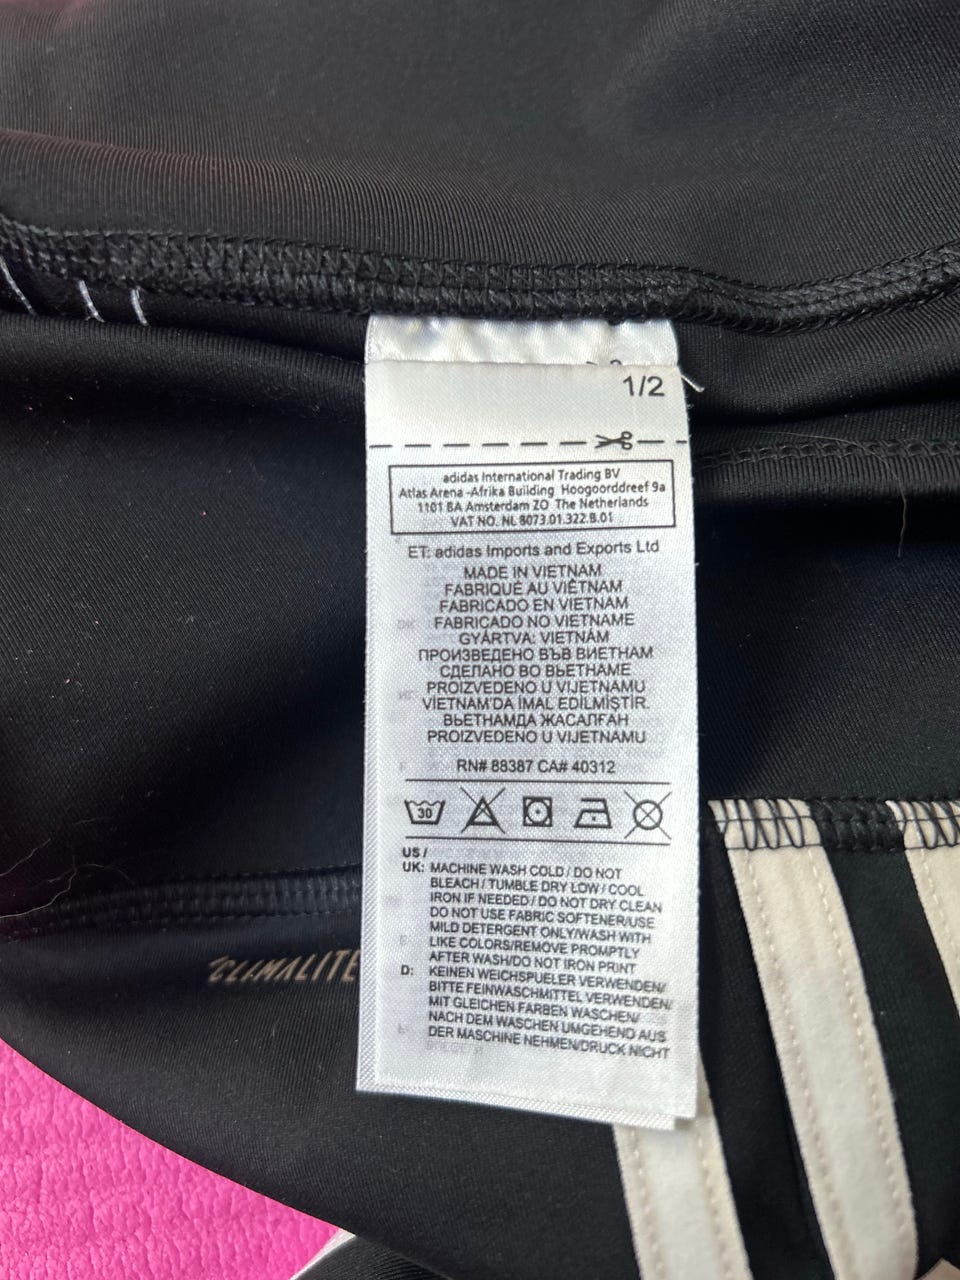 1/2
adidas International Trading BV
Atlas Arena -Afrika Building Hoogoorddreef 9a
1101 BA Amsterdam ZO The Netherlands
VAT NO. NL 8073.01.322.B.01
ET: adidas Imports and Exports Ltd
MADE IN VIETNAM
FABRIQUÉ AU VIÊTNAM
FABRICADO EN VIETNAM
FABRICADO NO VIETNAME
GYÁRTVA: VIETNÁM
ПРОИЗВЕДЕНО ВЪВ ВИЕТНАМ
СДЕЛАНО ВО ВЬЕТНАМЕ
PROIZVEDENO U VIJETNAMU
VİETNAM'DA İMAL EDİLMİŞTİR.
ВЬЕТНАМДА ЖАСАЛҒАН
PROIZVEDENO U VIJETNAMU
RN# 88387 CA# 40312
30
US /
UK: MACHINE WASH COLD / DO NOT
BLEACH / TUMBLE DRY LOW / COOL
IRON IF NEEDED / DO NOT DRY CLEAN
DO NOT USE FABRIC SOFTENER/USE
MILD DETERGENT ONLY/WASH WITH
LIKE COLORS/REMOVE PROMPTLY
AFTER WASH/DO NOT IRON PRINT
D: KEINEN WEICHSPUELER VERWENDEN/
BITTE FEINWASCHMITTEL VERWENDEN/
MIT GLEICHEN FARBEN WASCHEN/
NACH DEM WASCHEN UMGEHEND AUS
DER MASCHINE NEHMEN/DRUCK NICHT
CLIMALITE